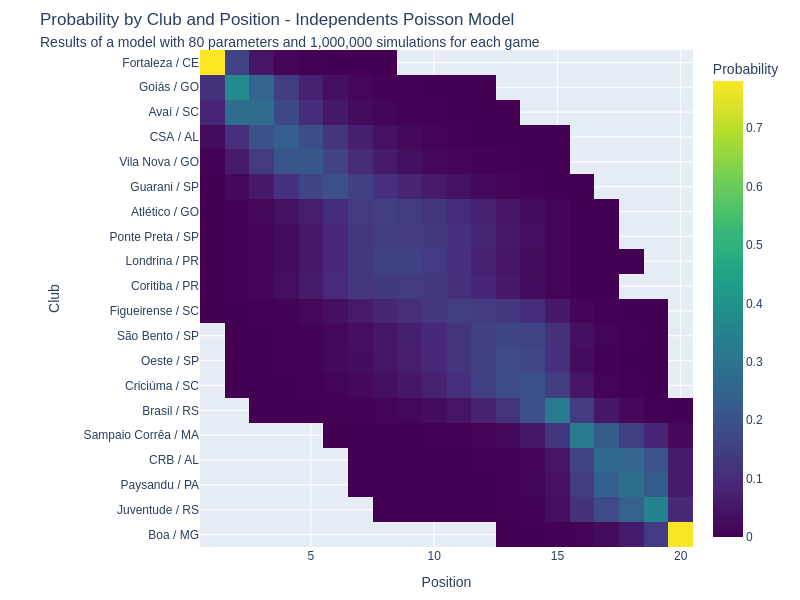 Probability by Club and Position - Independents Poisson Model
Results of a model with 80 parameters and 1,000,000 simulations for each game
Probability
Fortaleza / CE
Goiás / GO
Avaí / SC
CSA / AL
Vila Nova / GO
Guarani / SP
Atlético / GO
Ponte Preta / SP
Londrina / PR
Coritiba / PR
Figueirense / SC
São Bento / SP
Oeste / SP
Criciúma / SC
Brasil / RS
Sampaio Corrêa / MA
CRB / AL
Paysandu / PA
Juventude / RS
Boa / MG
Club
5
10
15
20
Position
0.7
0.6
0.5
0.4
0.3
0.2
0.1
0